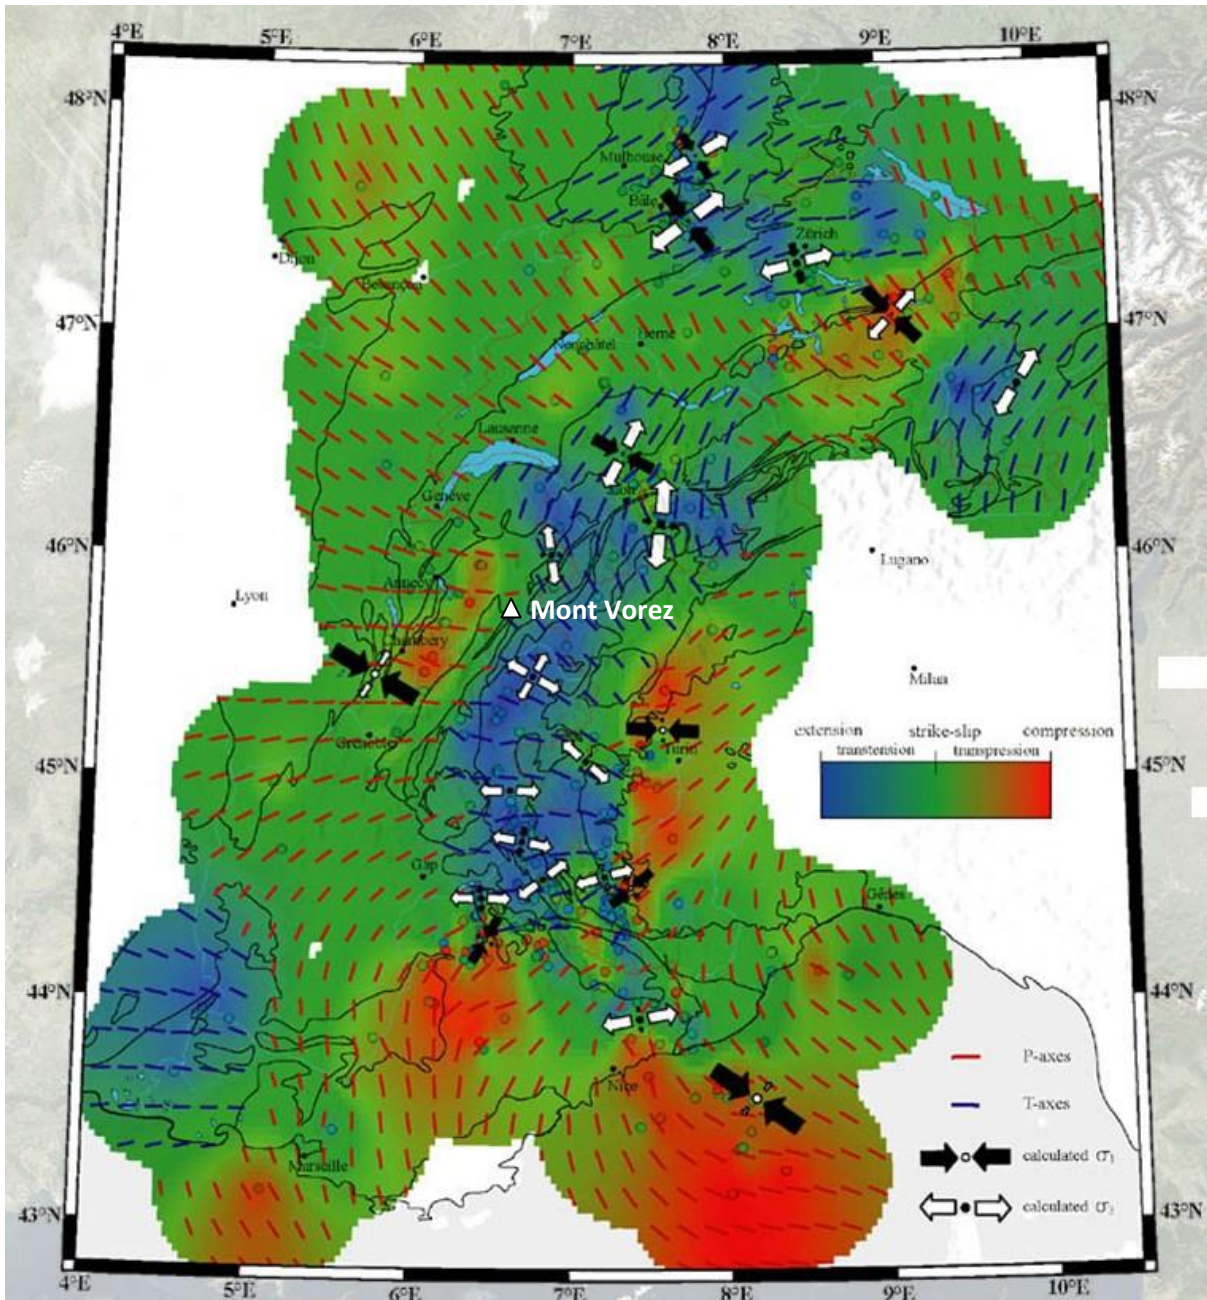 4°E
5°E
6°E
7°E
8°E
9°E
10°E
48°N
48°N
Mulhouse
Bâle
Zürich
Dijon
Besançon
47°N
47°N
Neuchâtel
Berne
Lausanne
Genève
Sion
46°N
46°N
Lugano
Annecy
Lyon
Mont Vorez
Chambéry
Milan
extension
strike-slip
compression
transtension
transpression
Grenoble
Turin
45°N
45°N
Gap
Gênes
44°N
44°N
P-axes
Nice
T-axes
Marseille
calculated σ₁
calculated σ₃
43°N
43°N
4°E
5°E
6°E
7°E
8°E
9°E
10°E